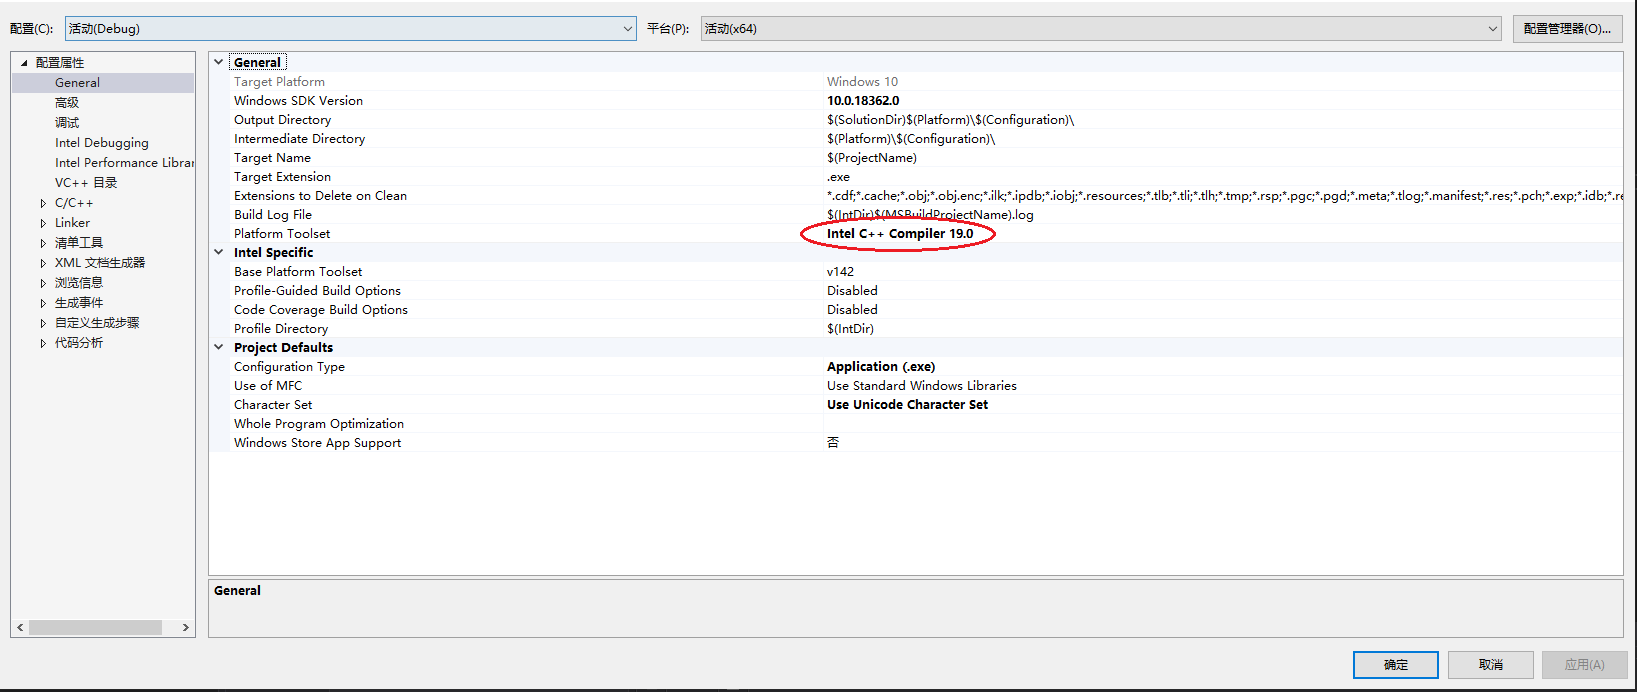 配置(C):
活动(Debug)
平台(P):
活动(x64)
配置管理器(O)...
配置属性
General
高级
调试
Intel Debugging
Intel Performance Librar
VC++ 目录
C/C++
Linker
清单工具
XML 文档生成器
浏览信息
生成事件
自定义生成步骤
代码分析
General
Target Platform Windows 10
Windows SDK Version 10.0.18362.0
Output Directory $(SolutionDir)$(Platform)\$(Configuration)\
Intermediate Directory $(Platform)\$(Configuration)\
Target Name $(ProjectName)
Target Extension .exe
Extensions to Delete on Clean *.cdf;*.cache;*.obj;*.obj.enc;*.ilk;*.ipdb;*.iobj;*.resources;*.tlb;*.tli;*.tlh;*.tmp;*.rsp;*.pgc;*.pgd;*.meta;*.tlog;*.manifest;*.res;*.pch;*.exp;*.idb;*.re
Build Log File $(IntDir)$(MSBuildProjectName).log
Platform Toolset Intel C++ Compiler 19.0
Intel Specific
Base Platform Toolset v142
Profile-Guided Build Options Disabled
Code Coverage Build Options Disabled
Profile Directory $(IntDir)
Project Defaults
Configuration Type Application (.exe)
Use of MFC Use Standard Windows Libraries
Character Set Use Unicode Character Set
Whole Program Optimization
Windows Store App Support 否
General
确定
取消
应用(A)